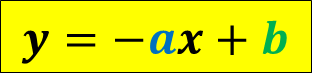 y = −ax + b